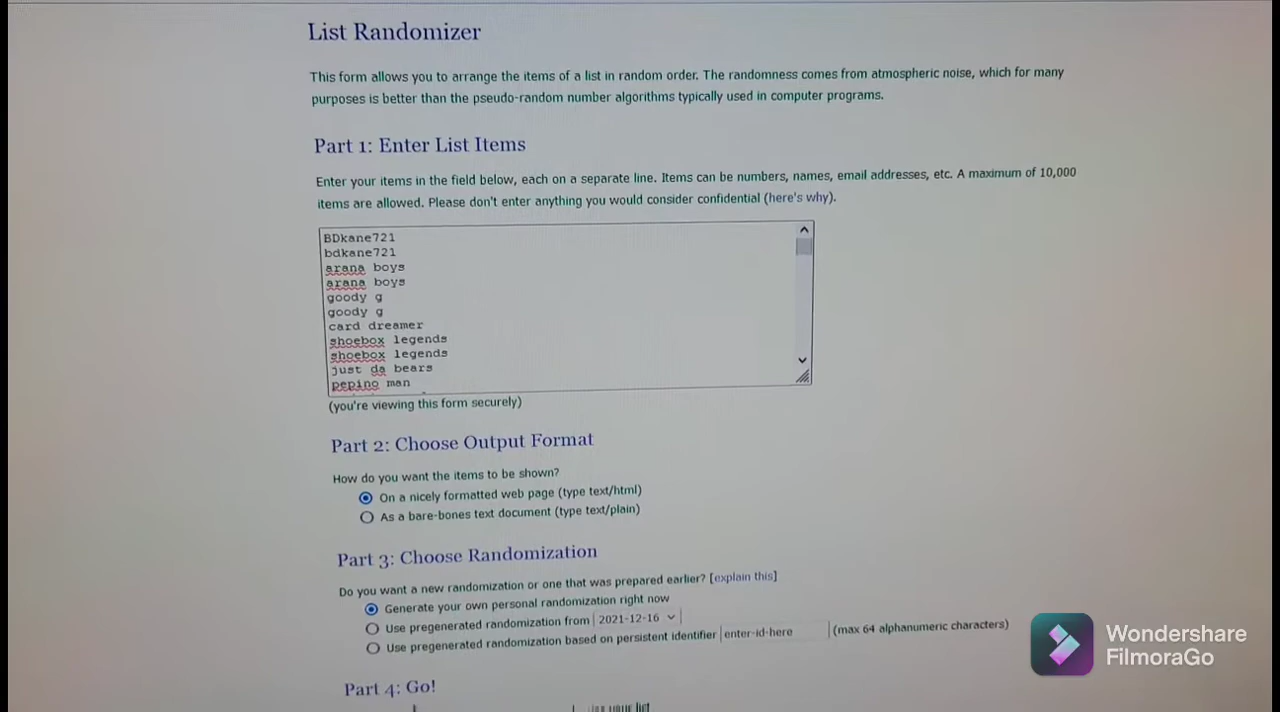 List Randomizer
This form allows you to arrange the items of a list in random order. The randomness comes from atmospheric noise, which for many
purposes is better than the pseudo-random number algorithms typically used in computer programs.
Part 1: Enter List Items
Enter your items in the field below, each on a separate line. Items can be numbers, names, email addresses, etc. A maximum of 10,000
items are allowed. Please don't enter anything you would consider confidential (here's why).
BDkane721
bdkane721
arana boys
arana boys
goody g
goody g
card dreamer
shoebox legends
shoebox legends
just da bears
pepino man
(you're viewing this form securely)
Part 2: Choose Output Format
How do you want the items to be shown?
On a nicely formatted web page (type text/html)
As a bare-bones text document (type text/plain)
Part 3: Choose Randomization
Do you want a new randomization or one that was prepared earlier? [explain this]
Generate your own personal randomization right now
Use pregenerated randomization from 2021-12-16
Use pregenerated randomization based on persistent identifier enter-id-here (max 64 alphanumeric characters)
Part 4: Go!
your list
Wondershare
FilmoraGo